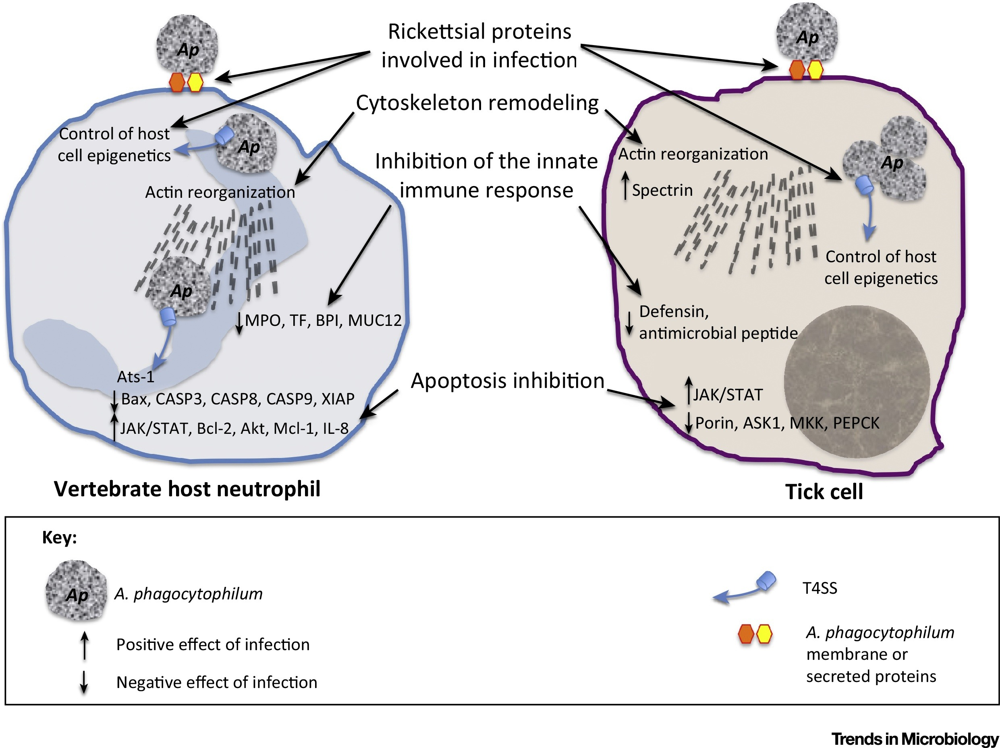 Ap
Ap
Rickettsial proteins
involved in infection
Cytoskeleton remodeling
Inhibition of the innate
immune response
Apoptosis inhibition
Control of host
cell epigenetics
Ap
Actin reorganization
Ap
MPO, TF, BPI, MUC12
Ats-1
Bax, CASP3, CASP8, CASP9, XIAP
JAK/STAT, Bcl-2, Akt, Mcl-1, IL-8
Actin reorganization
Spectrin
Ap
Control of host
cell epigenetics
Defensin,
antimicrobial peptide
JAK/STAT
Porin, ASK1, MKK, PEPCK
Vertebrate host neutrophil
Tick cell
Key:
Ap
A. phagocytophilum
Positive effect of infection
Negative effect of infection
T4SS
A. phagocytophilum
membrane or
secreted proteins
Trends in Microbiology